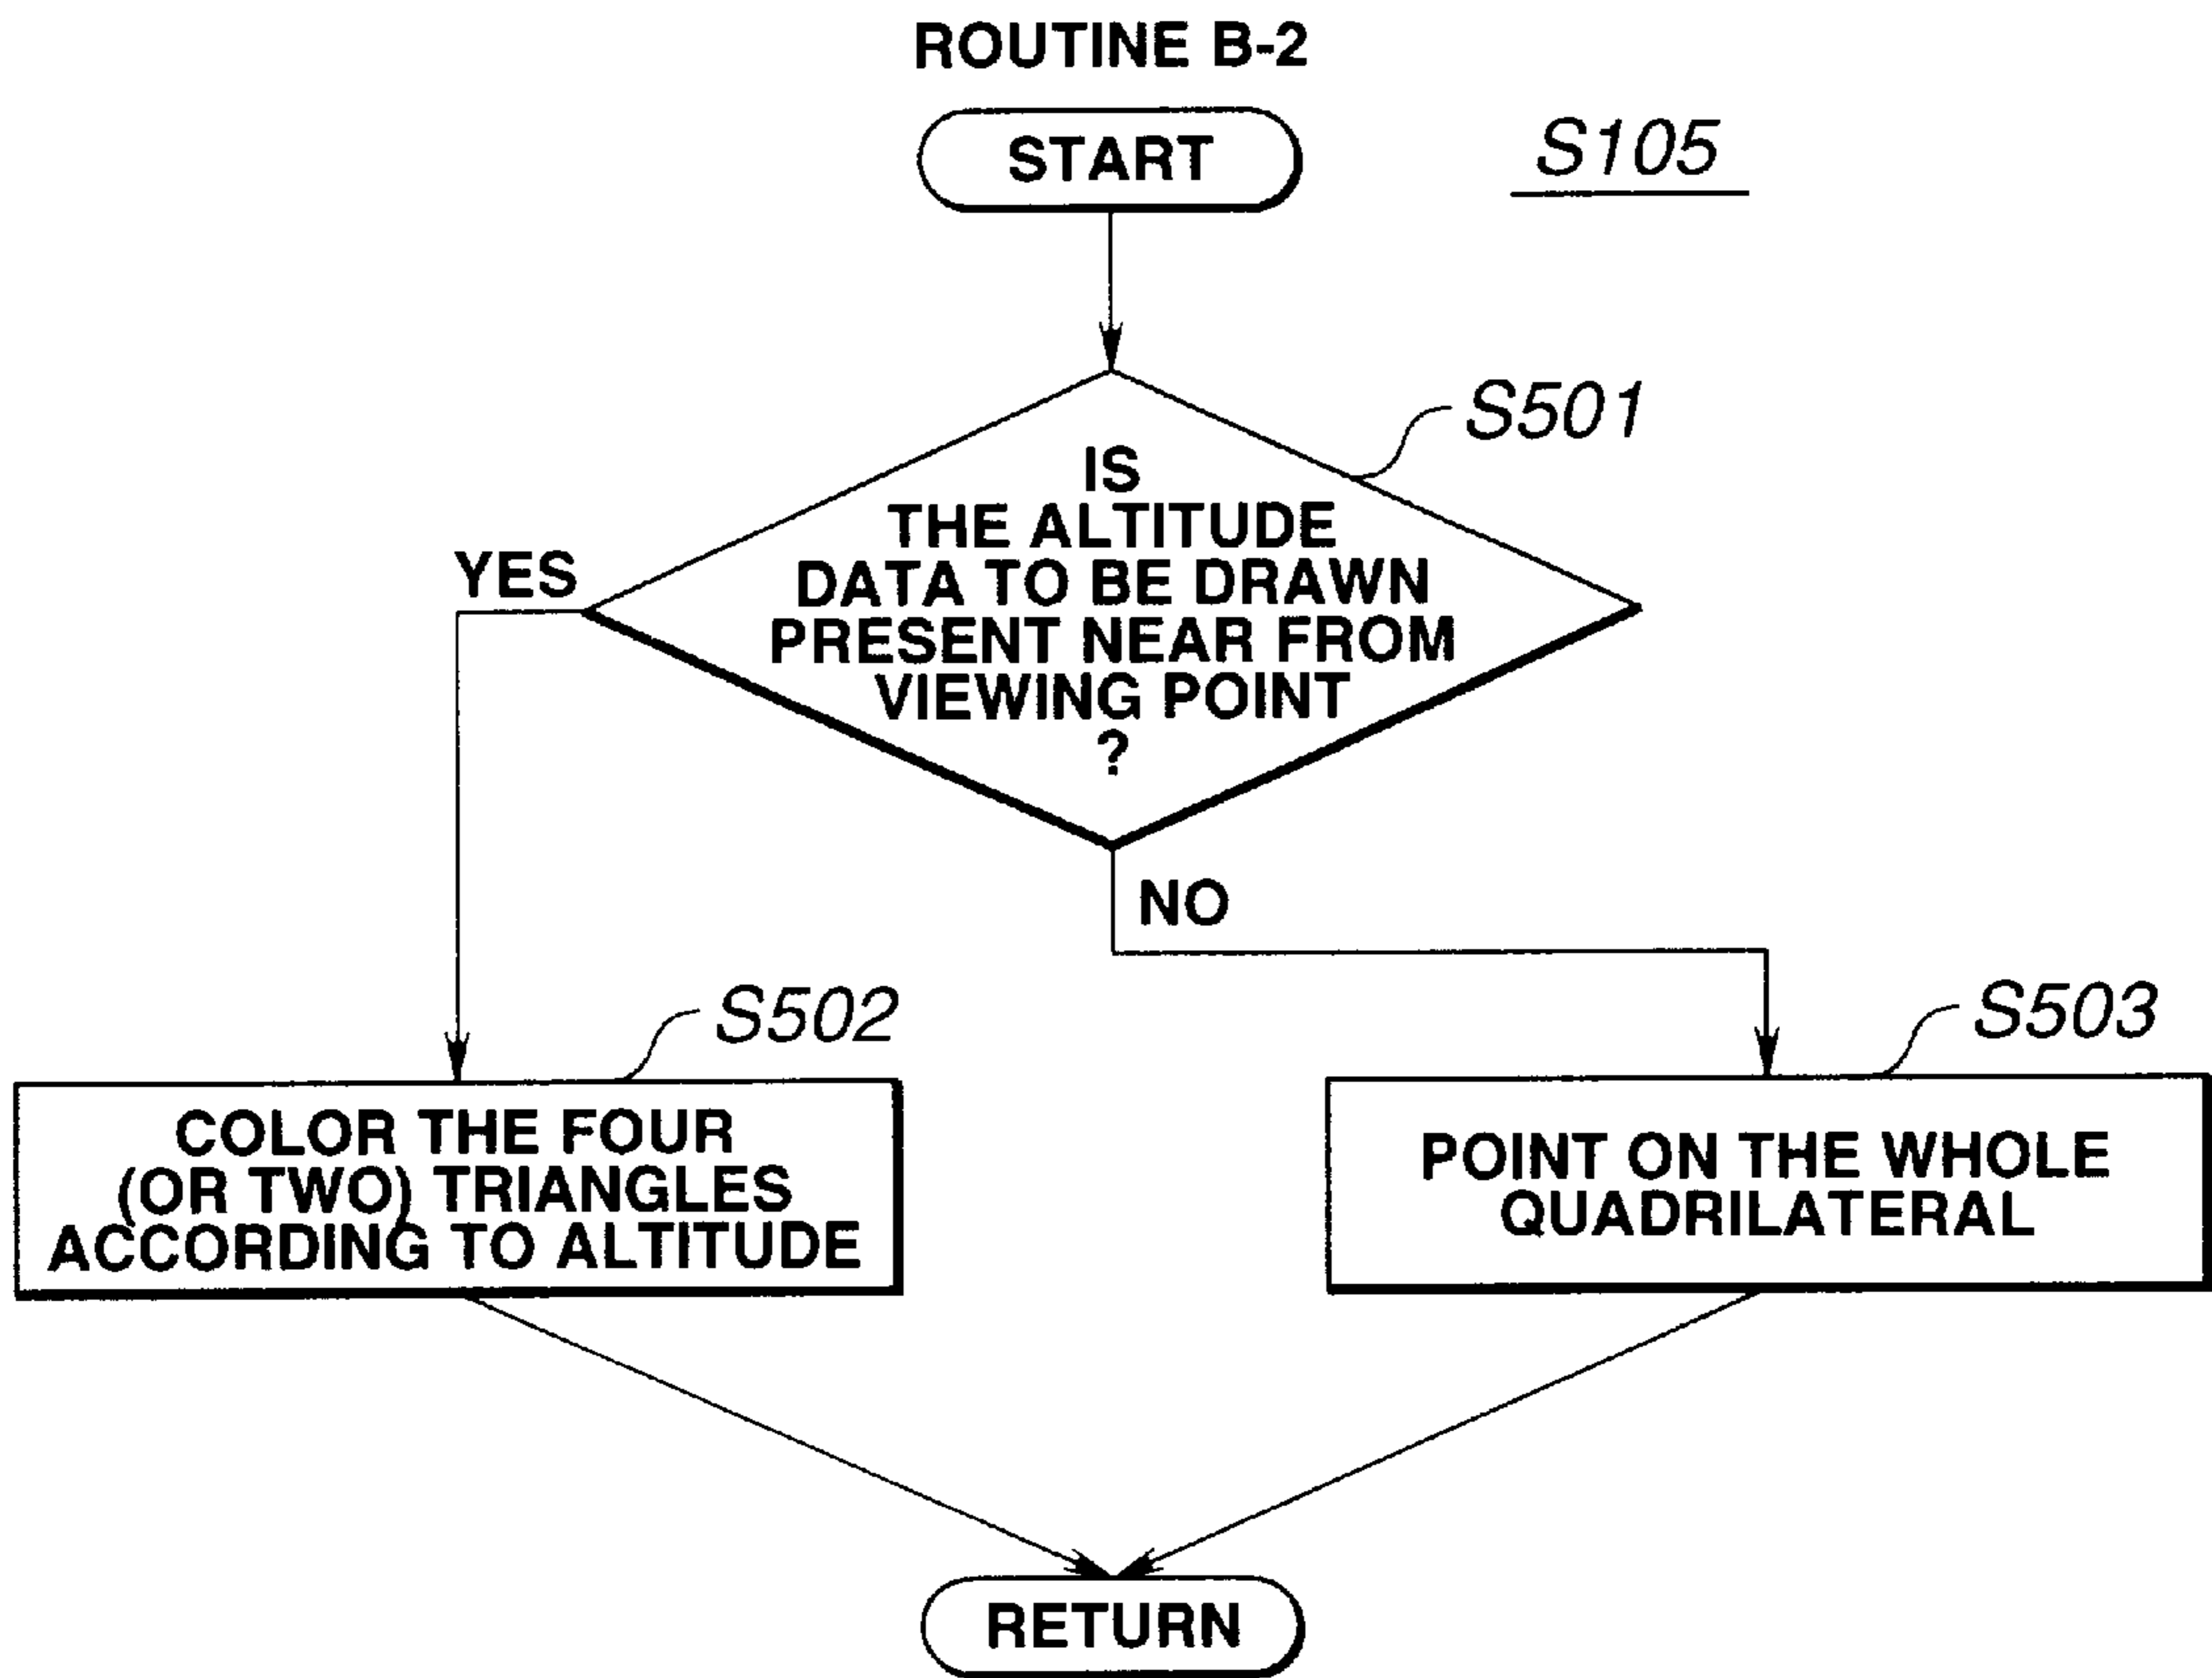 ROUTINE B-2
START
S105
S501
IS
THE ALTITUDE
DATA TO BE DRAWN
PRESENT NEAR FROM
VIEWING POINT
?
YES
NO
S502
COLOR THE FOUR
(OR TWO) TRIANGLES
ACCORDING TO ALTITUDE
S503
POINT ON THE WHOLE
QUADRILATERAL
RETURN